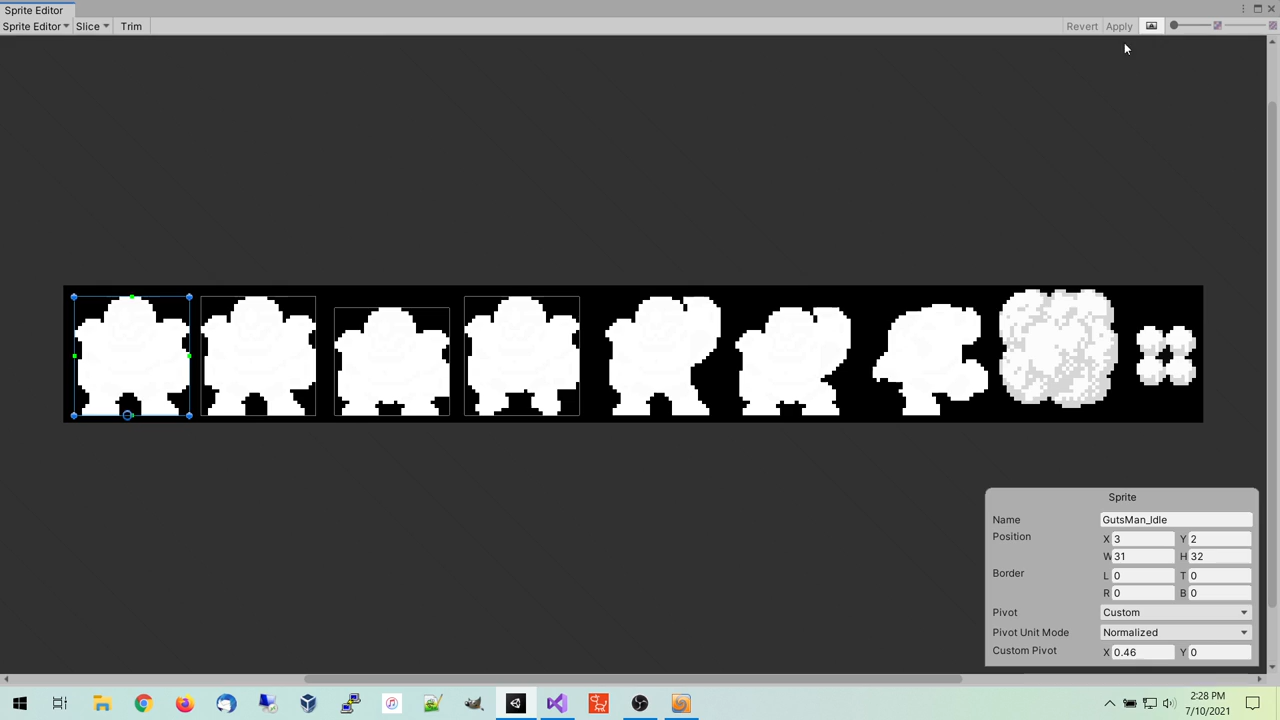 Sprite Editor
Sprite Editor Slice Trim Revert Apply
Sprite
Name GutsMan_Idle
Position X 3 Y 2
W 31 H 32
Border L 0 T 0
R 0 B 0
Pivot Custom
Pivot Unit Mode Normalized
Custom Pivot X 0.46 Y 0
2:28 PM
7/10/2021